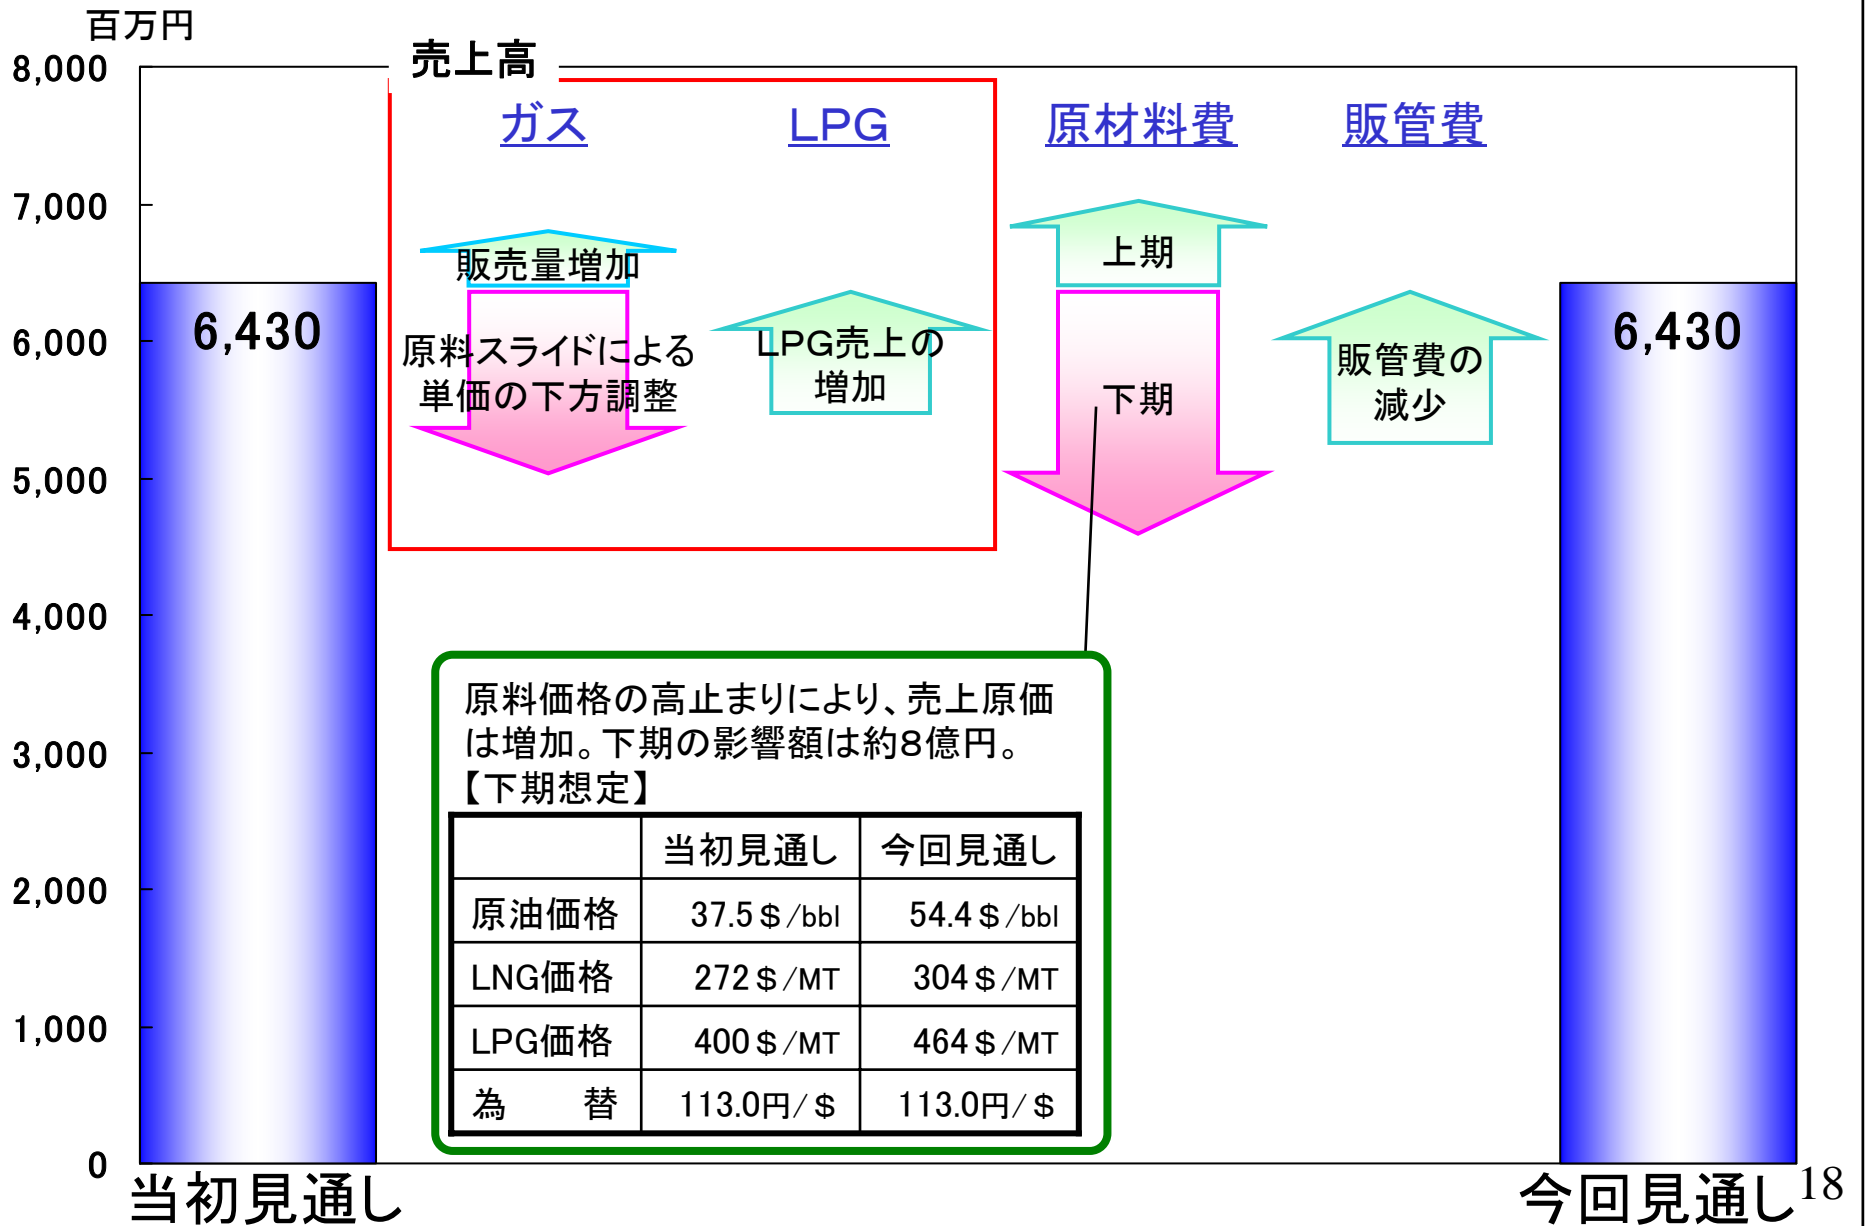 百万円
売上高
8,000
7,000
6,000
5,000
4,000
3,000
2,000
1,000
0
ガス
LPG
原材料費
販管費
6,430
販売量増加
原料スライドによる
単価の下方調整
LPG売上の
増加
上期
下期
販管費の
減少
6,430
原料価格の高止まりにより、売上原価
は増加。下期の影響額は約8億円。
【下期想定】
当初見通し 今回見通し
原油価格 37.5$/bbl 54.4$/bbl
LNG価格 272$/MT 304$/MT
LPG価格 400$/MT 464$/MT
為　替 113.0円/$ 113.0円/$
当初見通し
今回見通し
18